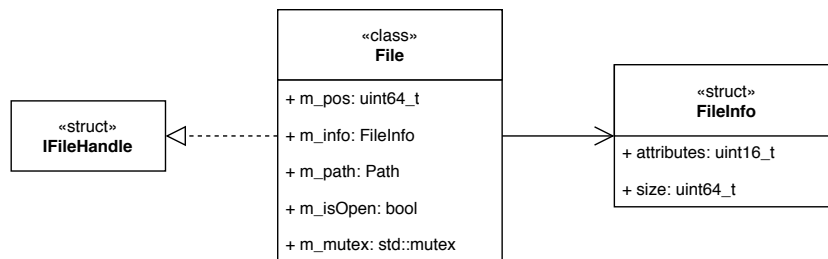 «struct»
IFileHandle
«class»
File
+ m_pos: uint64_t
+ m_info: FileInfo
+ m_path: Path
+ m_isOpen: bool
+ m_mutex: std::mutex
«struct»
FileInfo
+ attributes: uint16_t
+ size: uint64_t